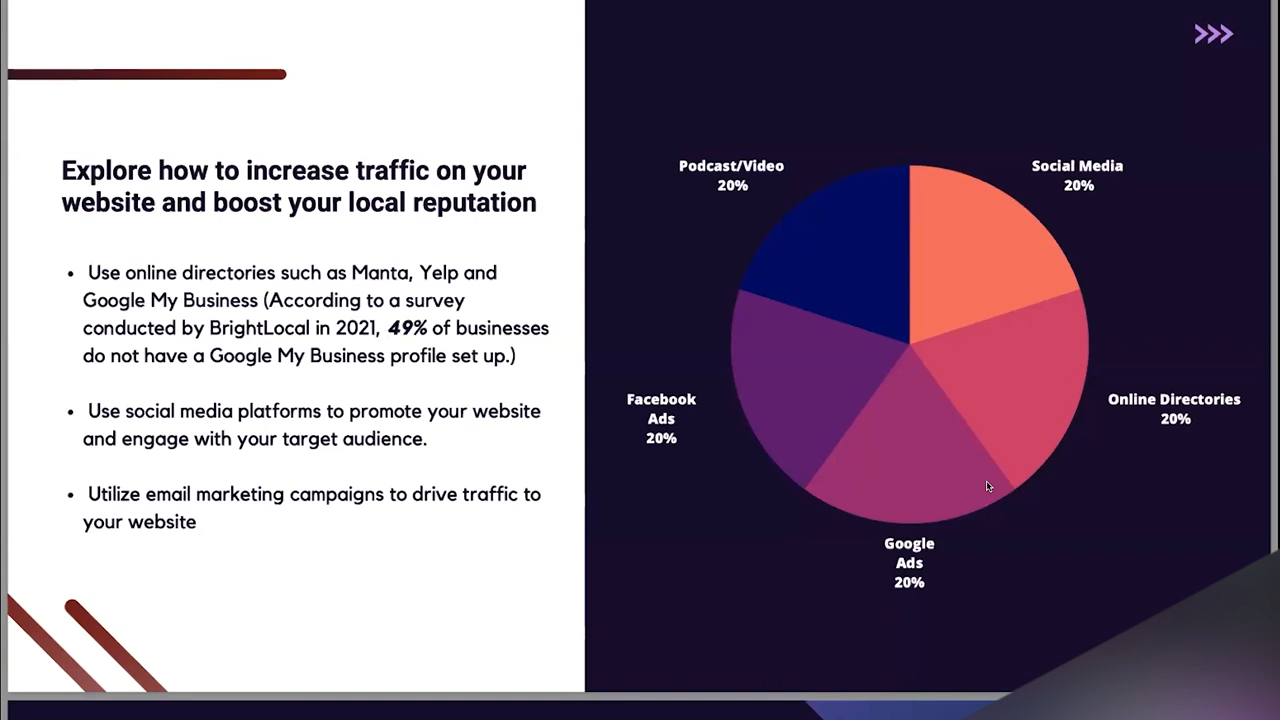 Explore how to increase traffic on your
website and boost your local reputation
• Use online directories such as Manta, Yelp and
Google My Business (According to a survey
conducted by BrightLocal in 2021, 49% of businesses
do not have a Google My Business profile set up.)
• Use social media platforms to promote your website
and engage with your target audience.
• Utilize email marketing campaigns to drive traffic to
your website
Podcast/Video
20%
Social Media
20%
Facebook
Ads
20%
Online Directories
20%
Google
Ads
20%